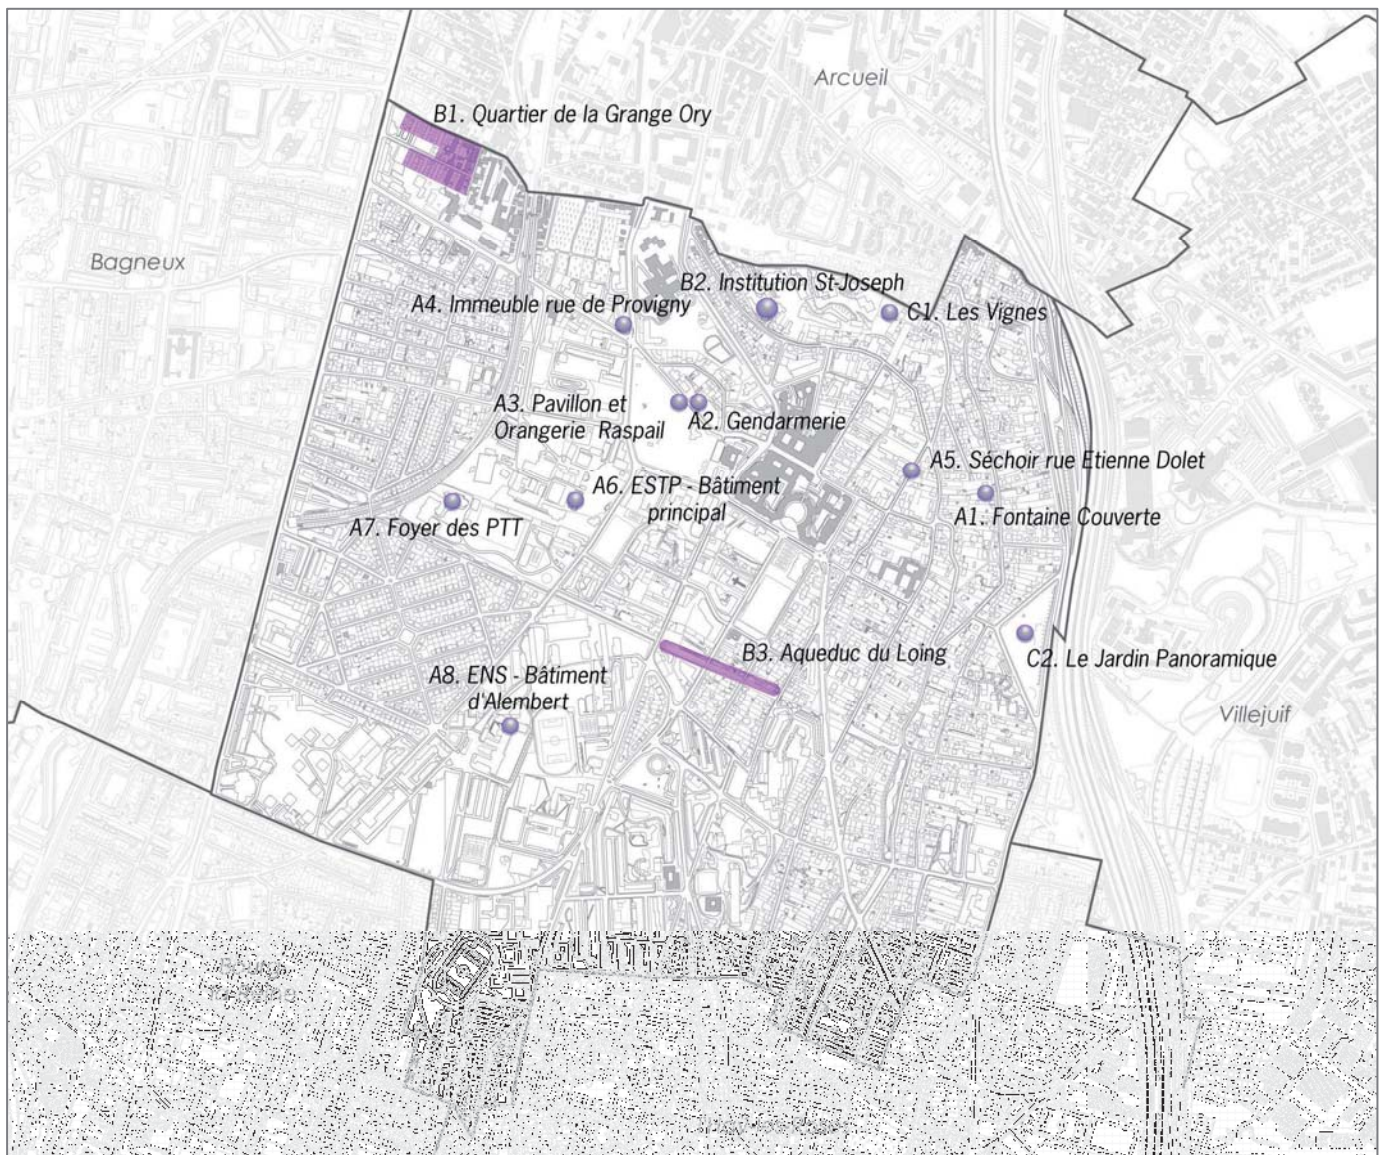 Arcueil
B1. Quartier de la Grange Ory
Bagneux
B2. Institution St-Joseph
A4. Immeuble rue de Provigny
C1. Les Vignes
A3. Pavillon et
Orangerie Raspail
A2. Gendarmerie
A5. Séchoir rue Etienne Dolet
A6. ESTP - Bâtiment
principal
A1. Fontaine Couverte
A7. Foyer des PTT
B3. Aqueduc du Loing
C2. Le Jardin Panoramique
A8. ENS - Bâtiment
d'Alembert
Villejuif